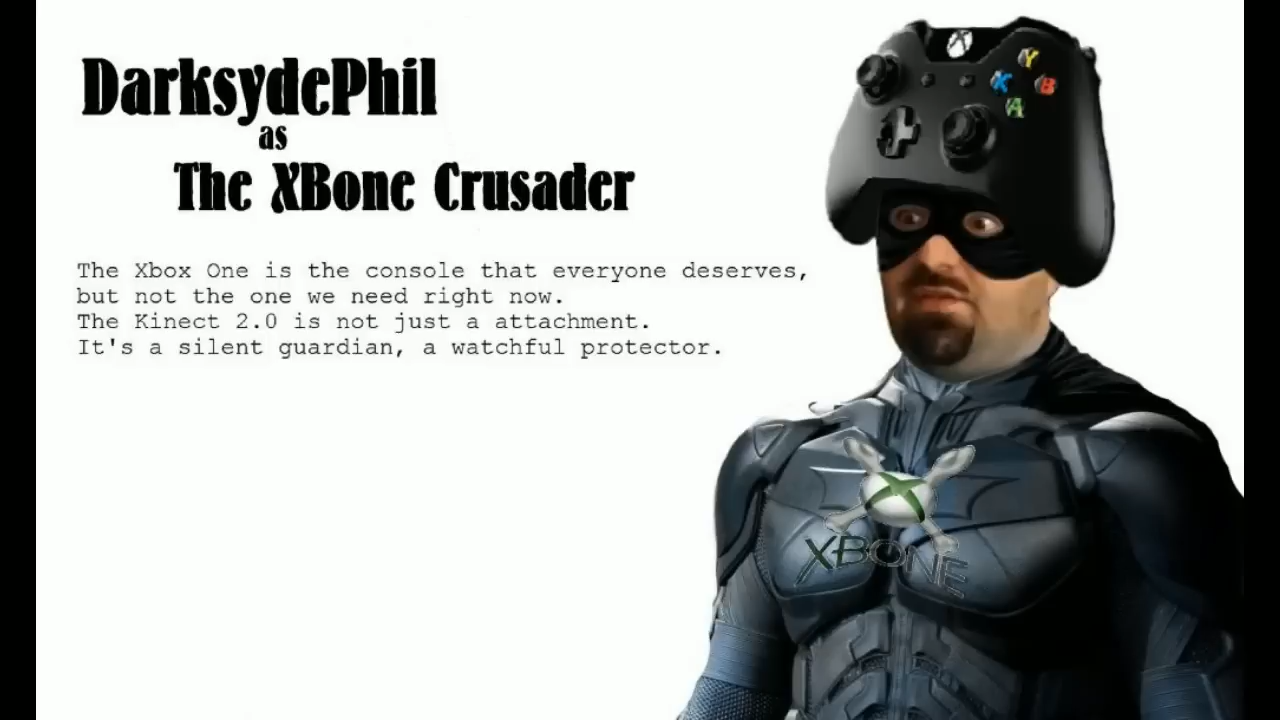 DarksydePhil
as
The XBone Crusader
The Xbox One is the console that everyone deserves,
but not the one we need right now.
The Kinect 2.0 is not just a attachment.
It's a silent guardian, a watchful protector.
Y
X
B
A
XBONE